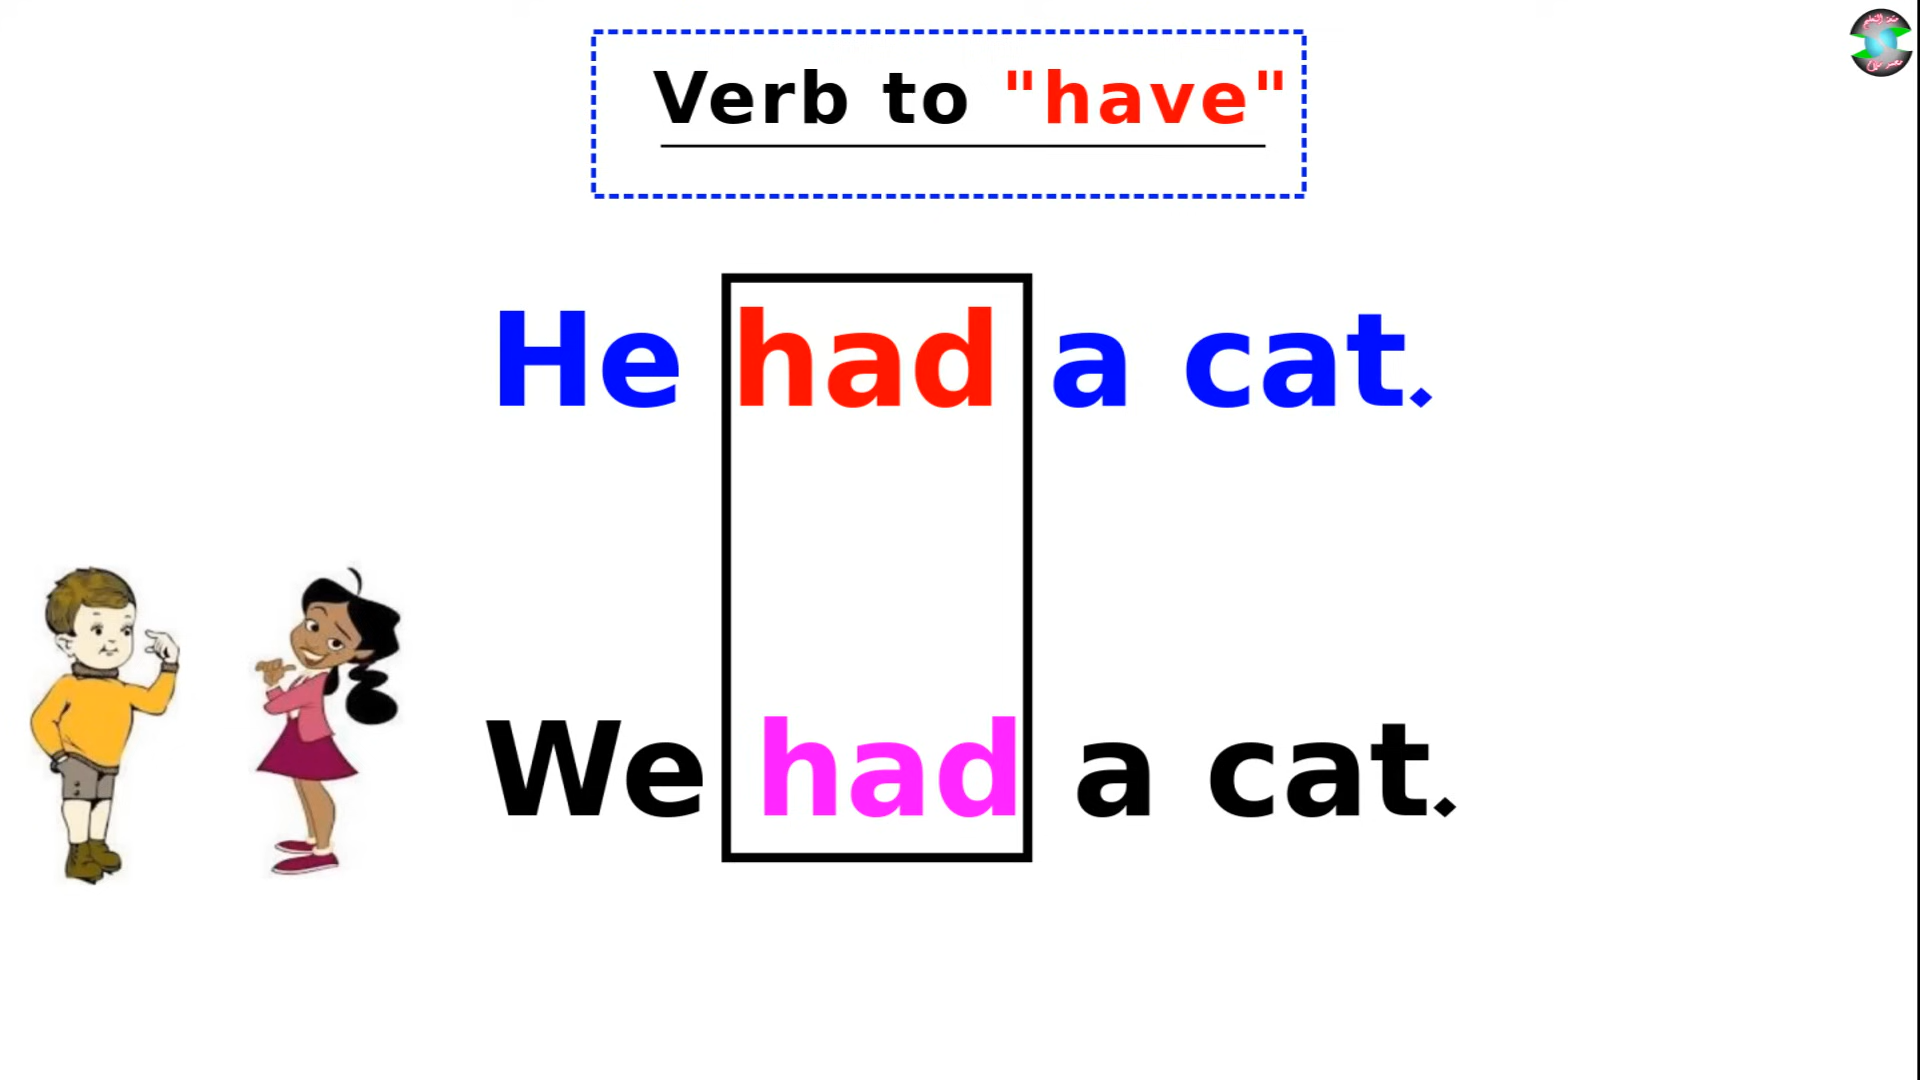 Verb to "have"
He had a cat.
We had a cat.